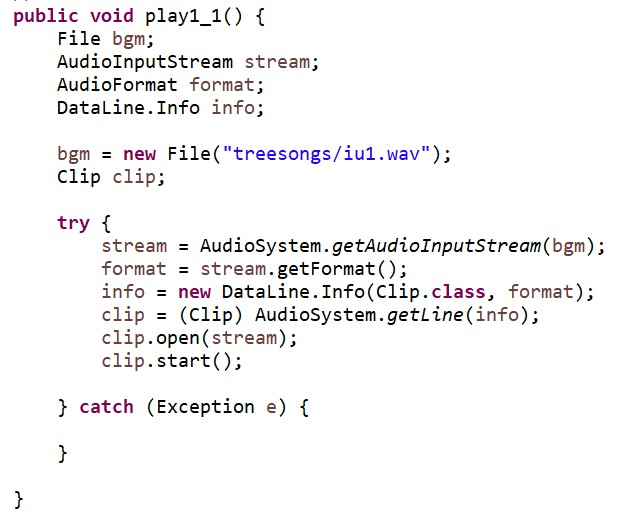 public void play1_1() {
    File bgm;
    AudioInputStream stream;
    AudioFormat format;
    DataLine.Info info;

    bgm = new File("treesongs/iu1.wav");
    Clip clip;

    try {
        stream = AudioSystem.getAudioInputStream(bgm);
        format = stream.getFormat();
        info = new DataLine.Info(Clip.class, format);
        clip = (Clip) AudioSystem.getLine(info);
        clip.open(stream);
        clip.start();

    } catch (Exception e) {

    }

}